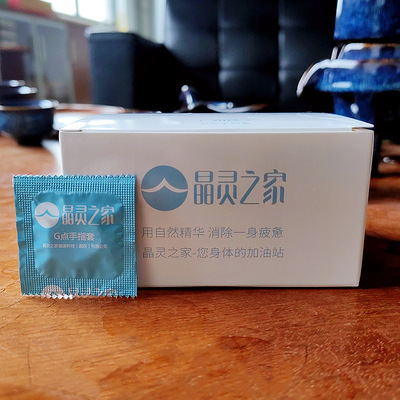 晶灵之家
用自然精华 消除一身疲惫
晶灵之家-您身体的加油站
晶灵之家
G点手指套